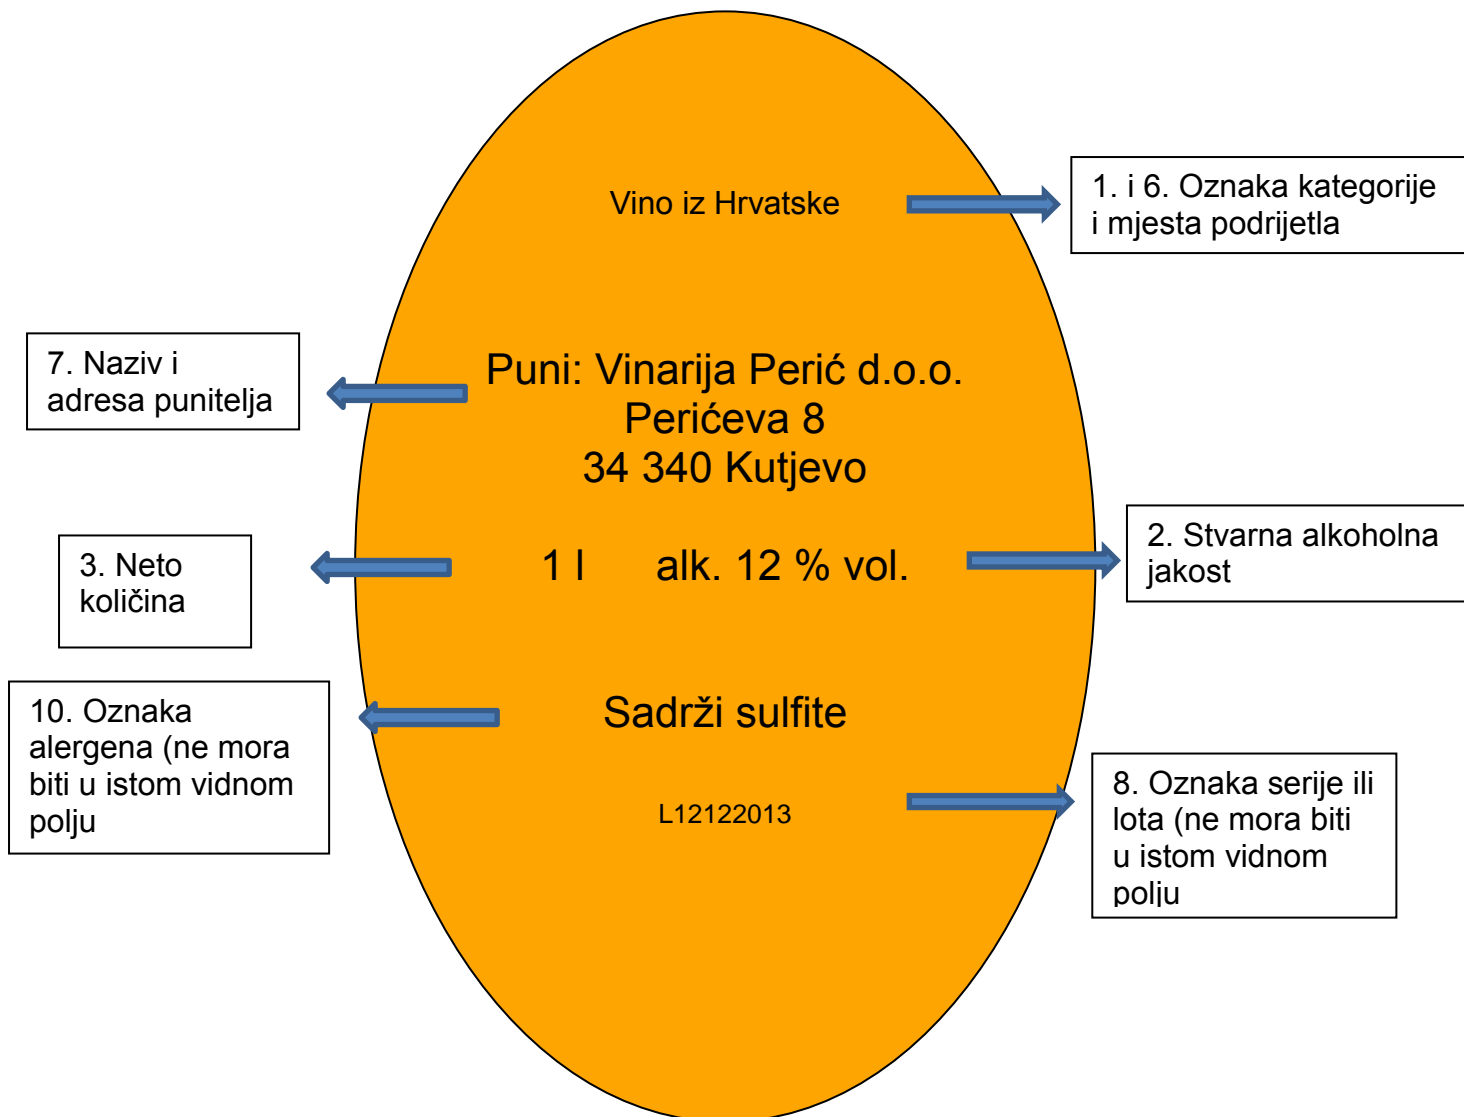 Vino iz Hrvatske
1. i 6. Oznaka kategorije
i mjesta podrijetla
7. Naziv i
adresa punitelja
Puni: Vinarija Perić d.o.o.
Perićeva 8
34 340 Kutjevo
3. Neto
količina
1 l alk. 12 % vol.
2. Stvarna alkoholna
jakost
10. Oznaka
alergena (ne mora
biti u istom vidnom
polju
Sadrži sulfite
L12122013
8. Oznaka serije ili
lota (ne mora biti
u istom vidnom
polju